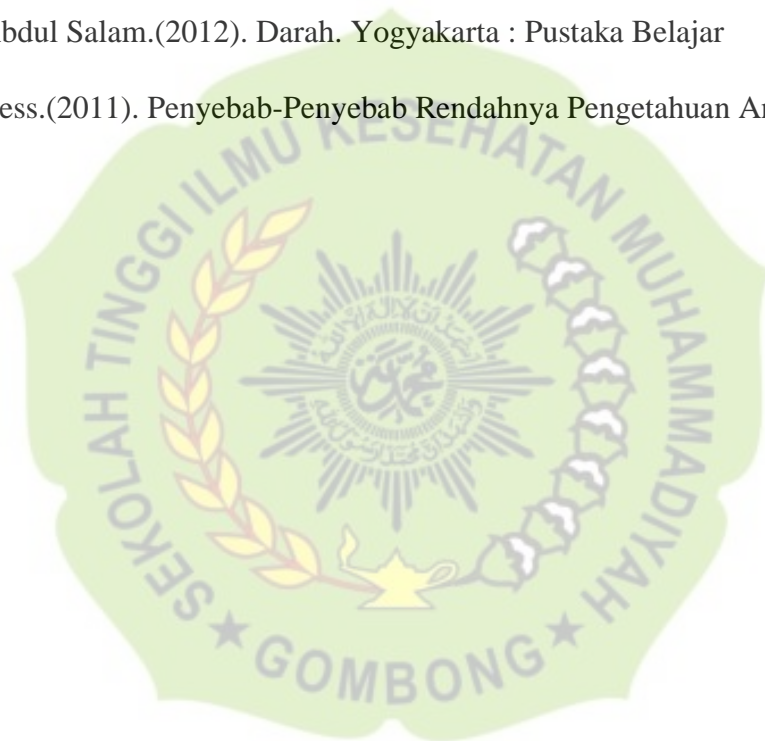 bdul Salam.(2012). Darah. Yogyakarta : Pustaka Belajar
ess.(2011). Penyebab-Penyebab Rendahnya Pengetahuan
SEKOLAH TINGGI ILMU KESEHATAN MUHAMMADIYAH
★ GOMBONG ★